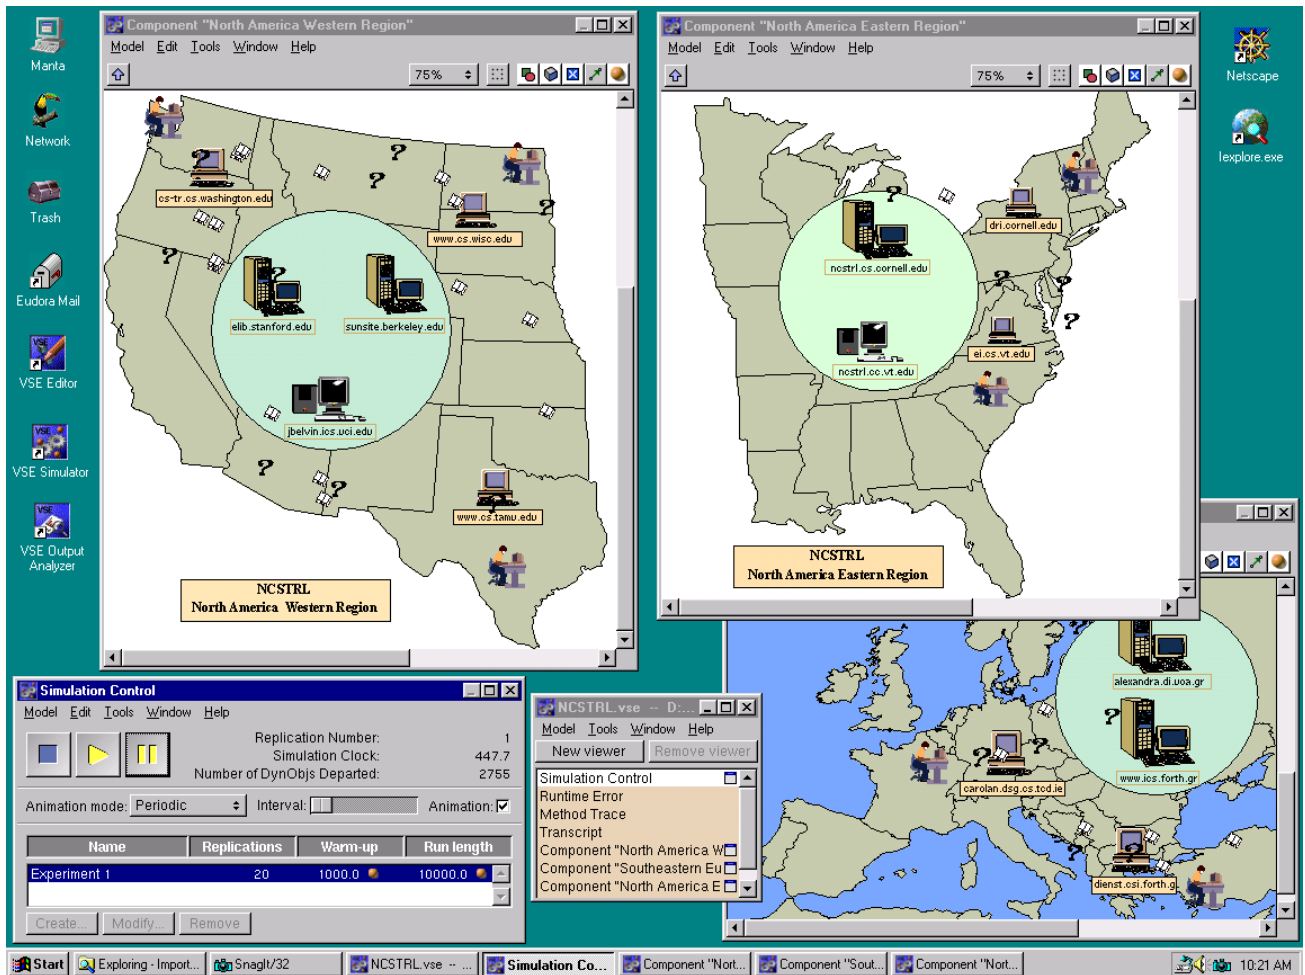 Manta
Network
Trash
Eudora Mail
VSE Editor
VSE Simulator
VSE Output
Analyzer
Netscape
Iexplore.exe
Component "North America Western Region"
Model Edit Tools Window Help
75%
cs-tr.cs.washington.edu
www.cs.wisc.edu
elib.stanford.edu
sunsite.berkeley.edu
jbelvin.ics.uci.edu
www.cs.tamu.edu
NCSTRL
North America Western Region
Component "North America Eastern Region"
Model Edit Tools Window Help
75%
dri.cornell.edu
ncstrl.cs.cornell.edu
ei.cs.vt.edu
ncstrl.cc.vt.edu
NCSTRL
North America Eastern Region
alexandra.di.uoa.gr
www.ics.forth.gr
carolan.dsg.cs.tcd.ie
dienst.csi.forth.g
Simulation Control
Model Edit Tools Window Help
Replication Number: 1
Simulation Clock: 447.7
Number of DynObjs Departed: 2755
Animation mode: Periodic Interval: Animation:
Name Replications Warm-up Run length
Experiment 1 20 1000.0 10000.0
Create... Modify... Remove
NCSTRL.vse -- D:...
Model Tools Window Help
New viewer Remove viewer
Simulation Control
Runtime Error
Method Trace
Transcript
Component "North America W
Component "Southeastern Eu
Component "North America E
Start Exploring - Import... SnagIt/32 NCSTRL.vse -- ... Simulation Co... Component "Nort... Component "Sout... Component "Nort... 10:21 AM